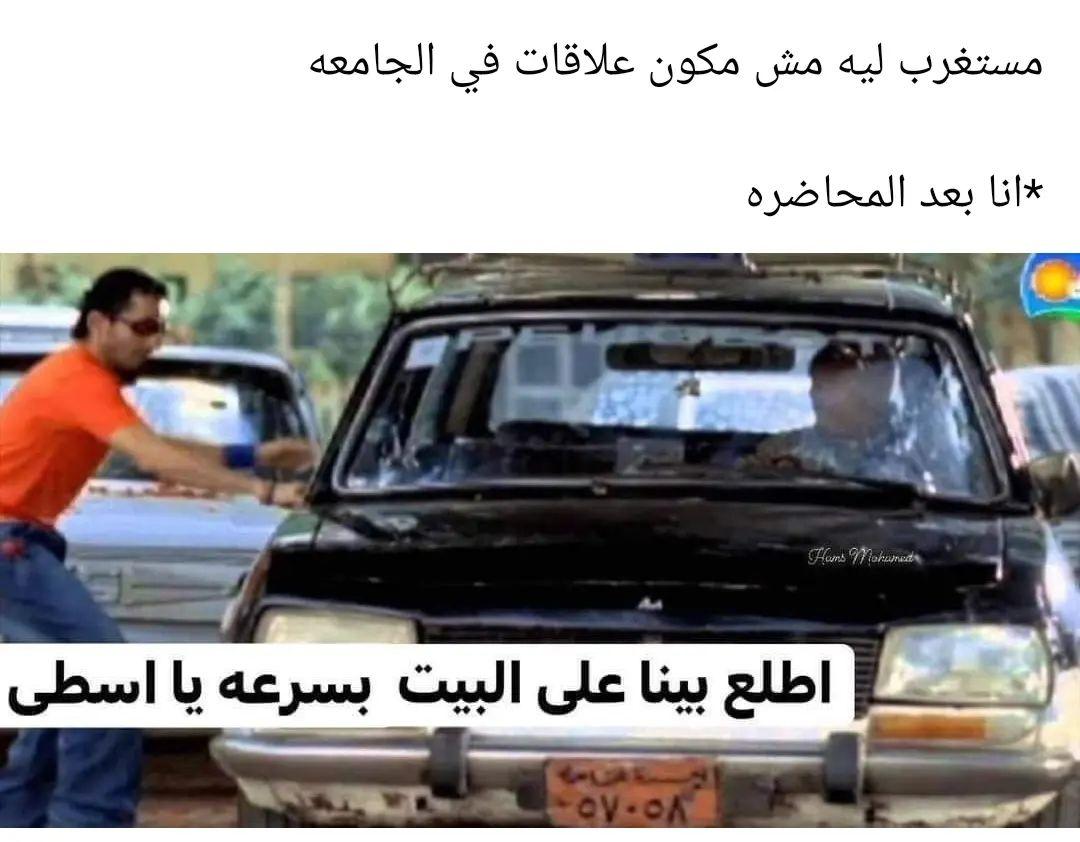 مستغرب ليه مش مكون علاقات في الجامعه
*انا بعد المحاضره
Hams Mohamed
اطلع بينا على البيت بسرعه يا اسطى
٥٧٠٥٨